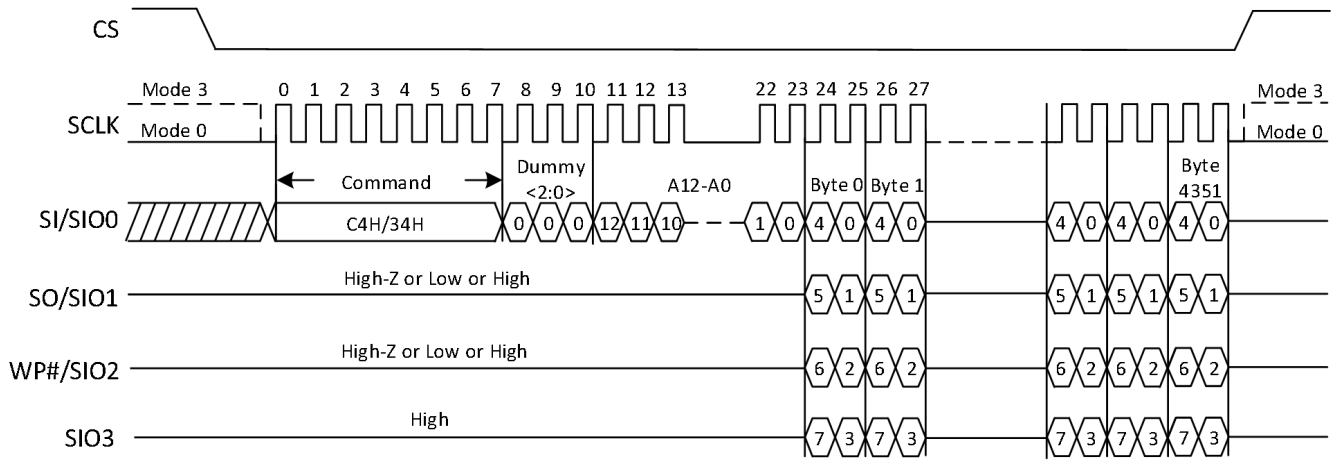 CS
Mode 3
0 1 2 3 4 5 6 7 8 9 10 11 12 13 22 23 24 25 26 27
Mode 3
SCLK
Mode 0
Mode 0
Dummy
<2:0>
Command
A12-A0
Byte 0
Byte 1
Byte
4351
SI/SIO0
C4H/34H
0 0 0 12 11 10 1 0 4 0 4 0 4 0 4 0 4 0
High-Z or Low or High
SO/SIO1
5 1 5 1 5 1 5 1 5 1
High-Z or Low or High
WP#/SIO2
6 2 6 2 6 2 6 2 6 2
High
SIO3
7 3 7 3 7 3 7 3 7 3